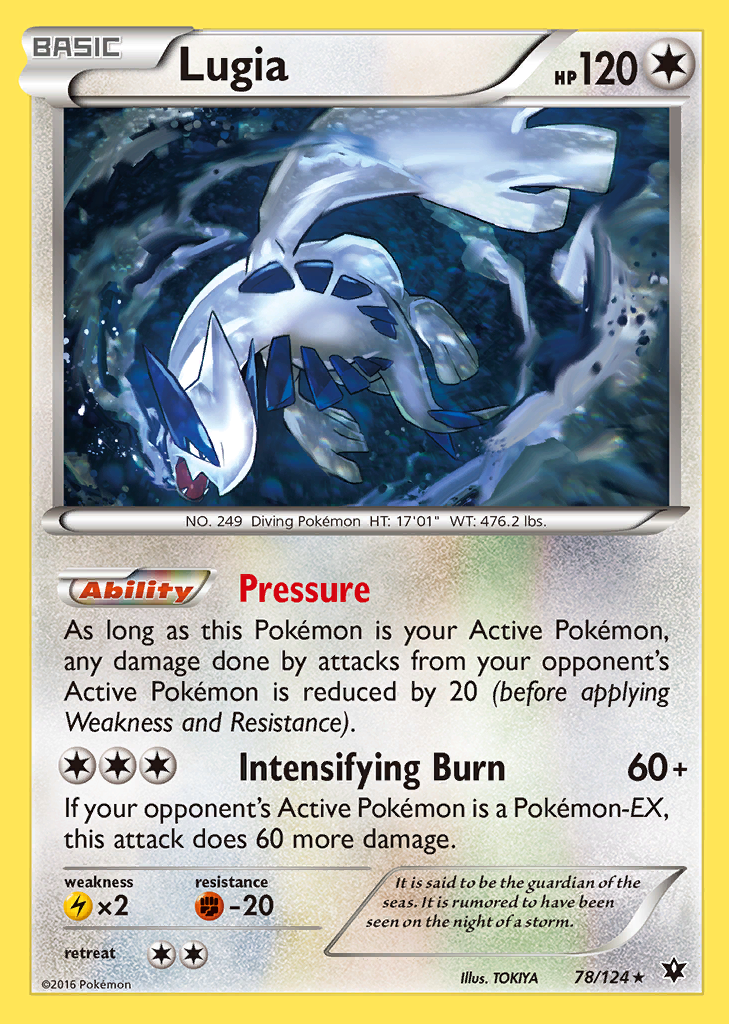 BASIC
Lugia
HP120
NO. 249 Diving Pokémon HT: 17'01" WT: 476.2 lbs.
Ability Pressure
As long as this Pokémon is your Active Pokémon,
any damage done by attacks from your opponent's
Active Pokémon is reduced by 20 (before applying
Weakness and Resistance).
Intensifying Burn 60+
If your opponent's Active Pokémon is a Pokémon-EX,
this attack does 60 more damage.
weakness resistance
×2 -20
It is said to be the guardian of the
seas. It is rumored to have been
seen on the night of a storm.
retreat
©2016 Pokémon
Illus. TOKIYA 78/124 ★